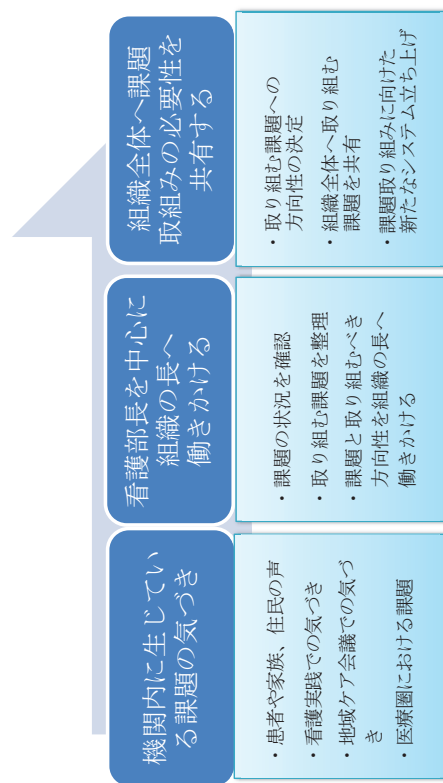 機関内に生じてい
る課題の気づき
・患者や家族、住民の声
・看護実践での気づき
・地域ケア会議での気づ
き
・医療圏における課題
看護部長を中心に
組織の長へ
働きかける
・課題の状況を確認
・取り組む課題を整理
・課題と取り組むべき
方向性を組織の長へ
働きかける
組織全体へ課題
取組みの必要性を
共有する
・取り組む課題への
方向性の決定
・組織全体へ取り組む
課題を共有
・課題取り組みに向けた
新たなシステム立ち上げ